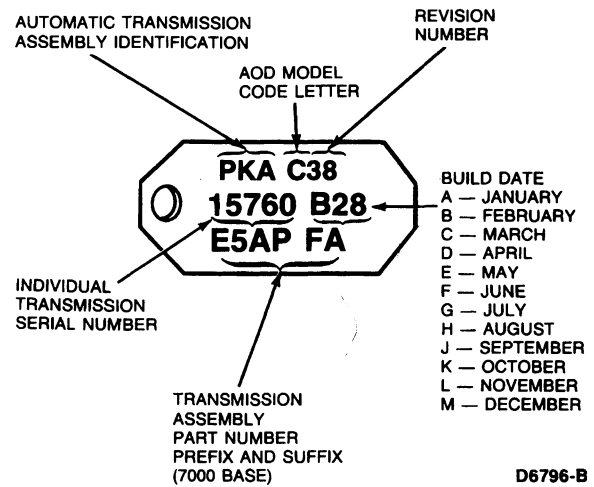 AUTOMATIC TRANSMISSION
ASSEMBLY IDENTIFICATION
REVISION
NUMBER
AOD MODEL
CODE LETTER
PKA C38
15760 B28
E5AP FA
BUILD DATE
A — JANUARY
B — FEBRUARY
C — MARCH
D — APRIL
E — MAY
F — JUNE
G — JULY
H — AUGUST
J — SEPTEMBER
K — OCTOBER
L — NOVEMBER
M — DECEMBER
INDIVIDUAL
TRANSMISSION
SERIAL NUMBER
TRANSMISSION
ASSEMBLY
PART NUMBER
PREFIX AND SUFFIX
(7000 BASE)
D6796-B